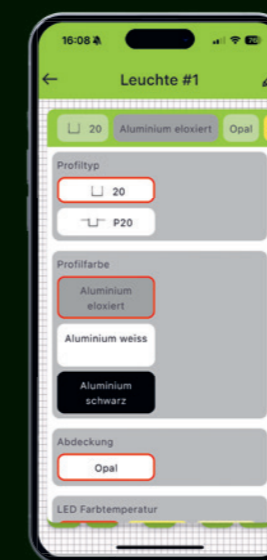 16:08
Leuchte #1
20 Aluminium eloxiert Opal
Profiltyp
20
P20
Profilfarbe
Aluminium
eloxiert
Aluminium weiss
Aluminium
schwarz
Abdeckung
Opal
LED Farbtemperatur